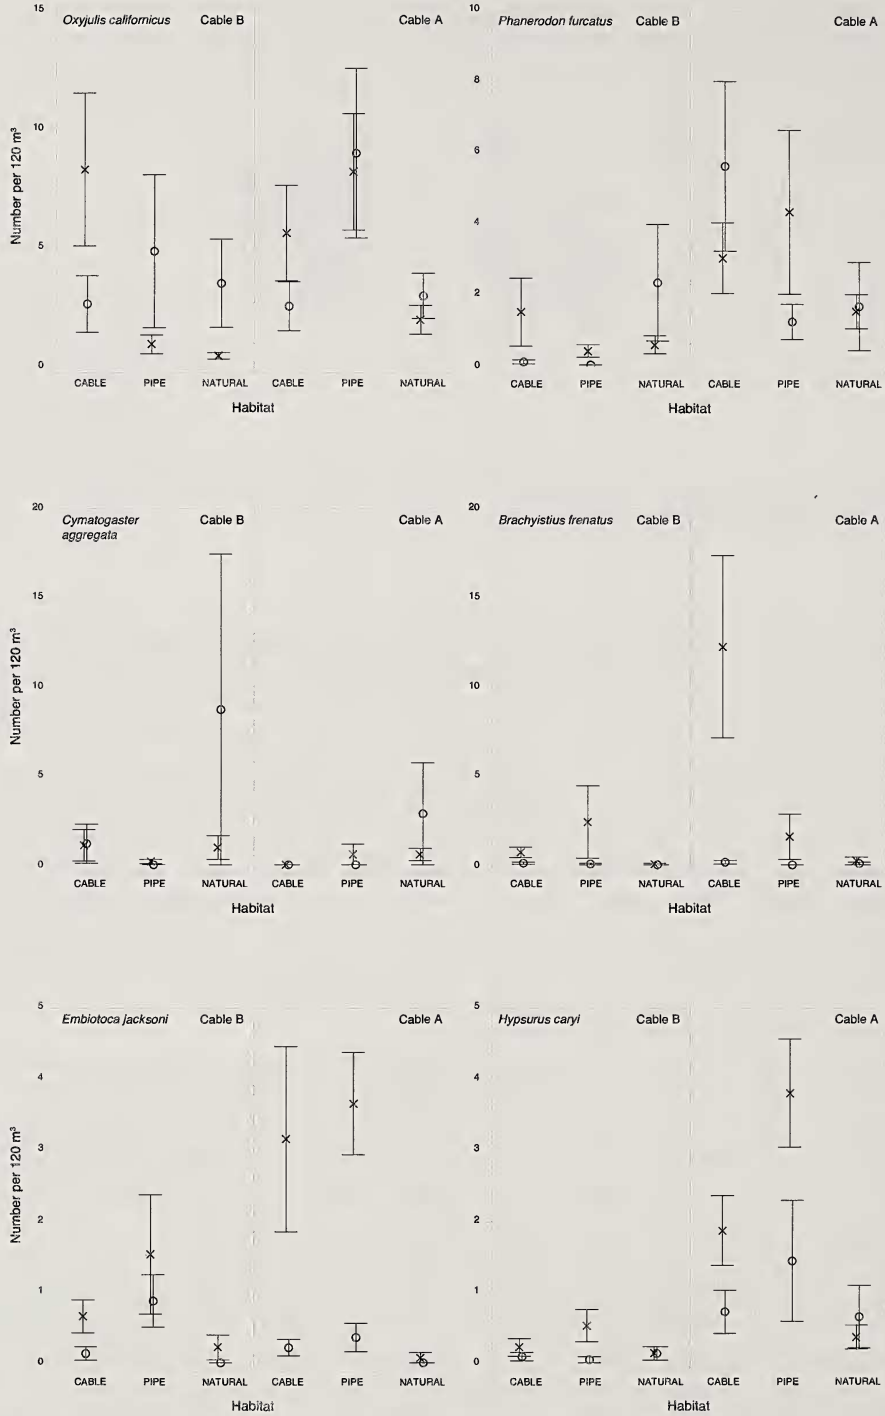 15
Oxyjulis californicus Cable B Cable A
10
5
0
Number per 120 m³
CABLE PIPE NATURAL CABLE PIPE NATURAL
Habitat
10
Phanerodon furcatus Cable B Cable A
8
6
4
2
0
CABLE PIPE NATURAL CABLE PIPE NATURAL
Habitat
20
Cymatogaster Cable B Cable A
aggregata
15
10
5
0
Number per 120 m³
CABLE PIPE NATURAL CABLE PIPE NATURAL
Habitat
20
Brachyistius frenatus Cable B Cable A
15
10
5
0
CABLE PIPE NATURAL CABLE PIPE NATURAL
Habitat
5
Embiotoca jacksoni Cable B Cable A
4
3
2
1
0
Number per 120 m³
CABLE PIPE NATURAL CABLE PIPE NATURAL
Habitat
5
Hypsurus caryi Cable B Cable A
4
3
2
1
0
CABLE PIPE NATURAL CABLE PIPE NATURAL
Habitat